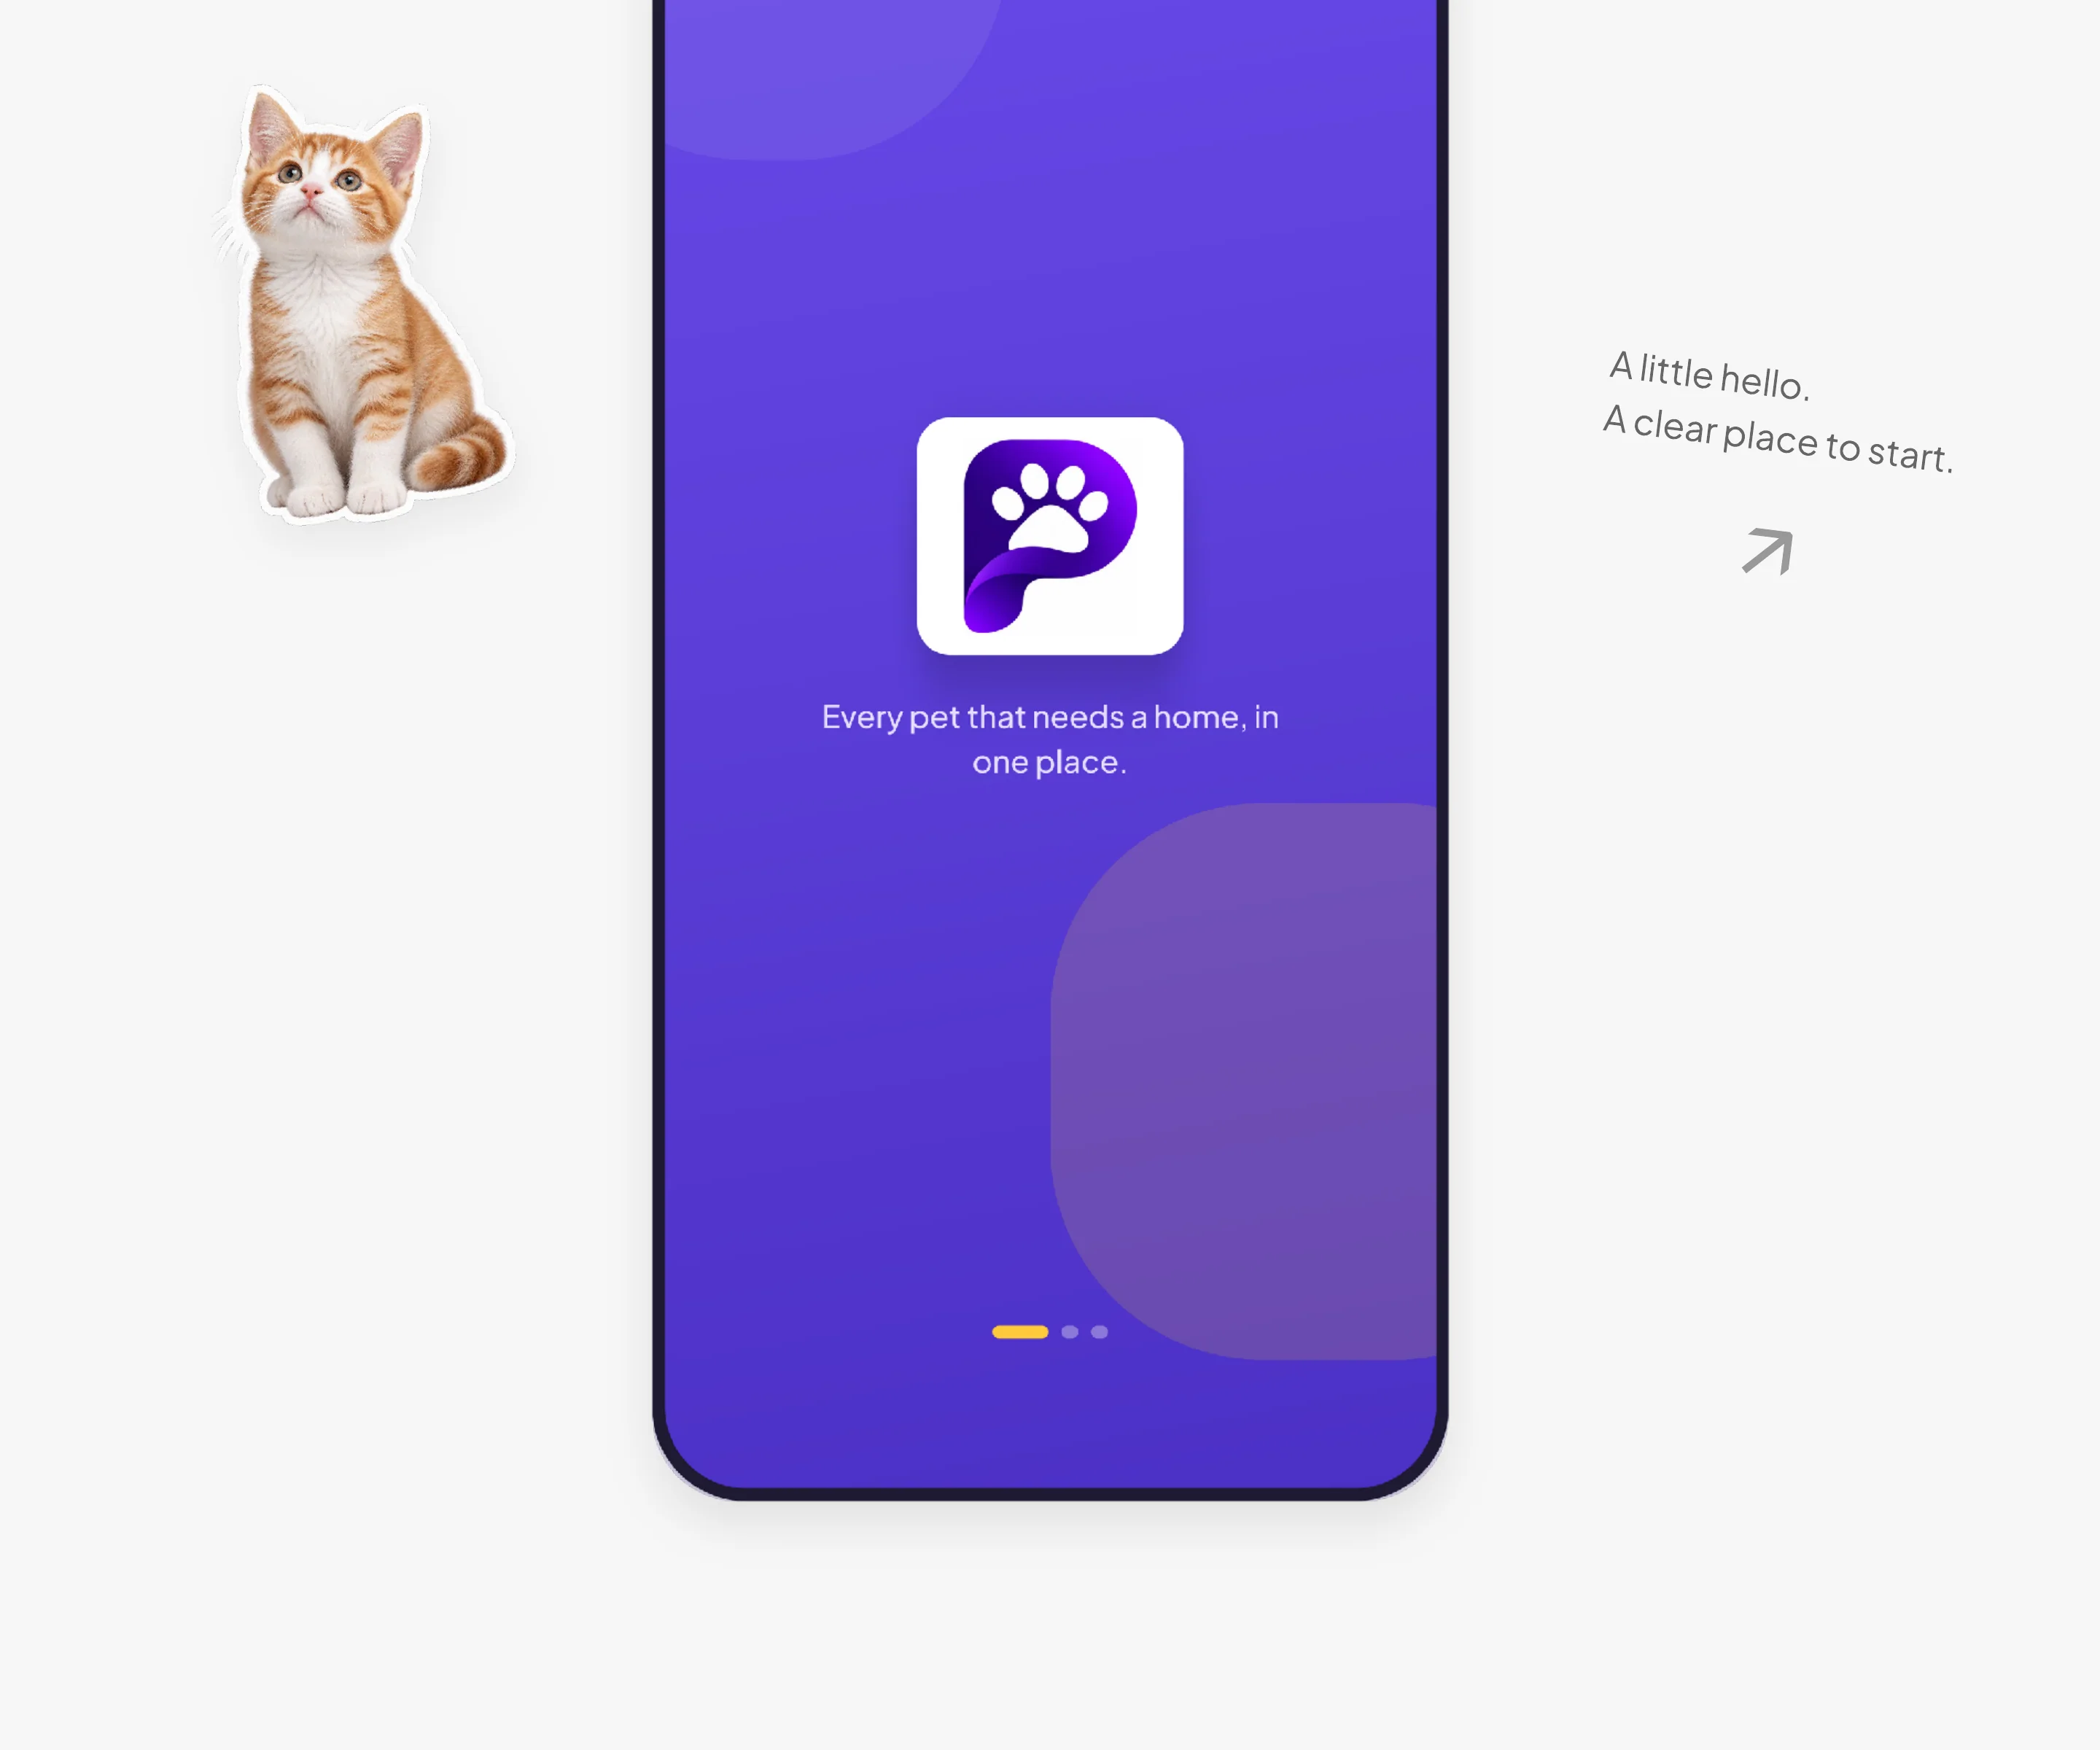 A little hello.
A clear place to start.
Every pet that needs a home, in
one place.